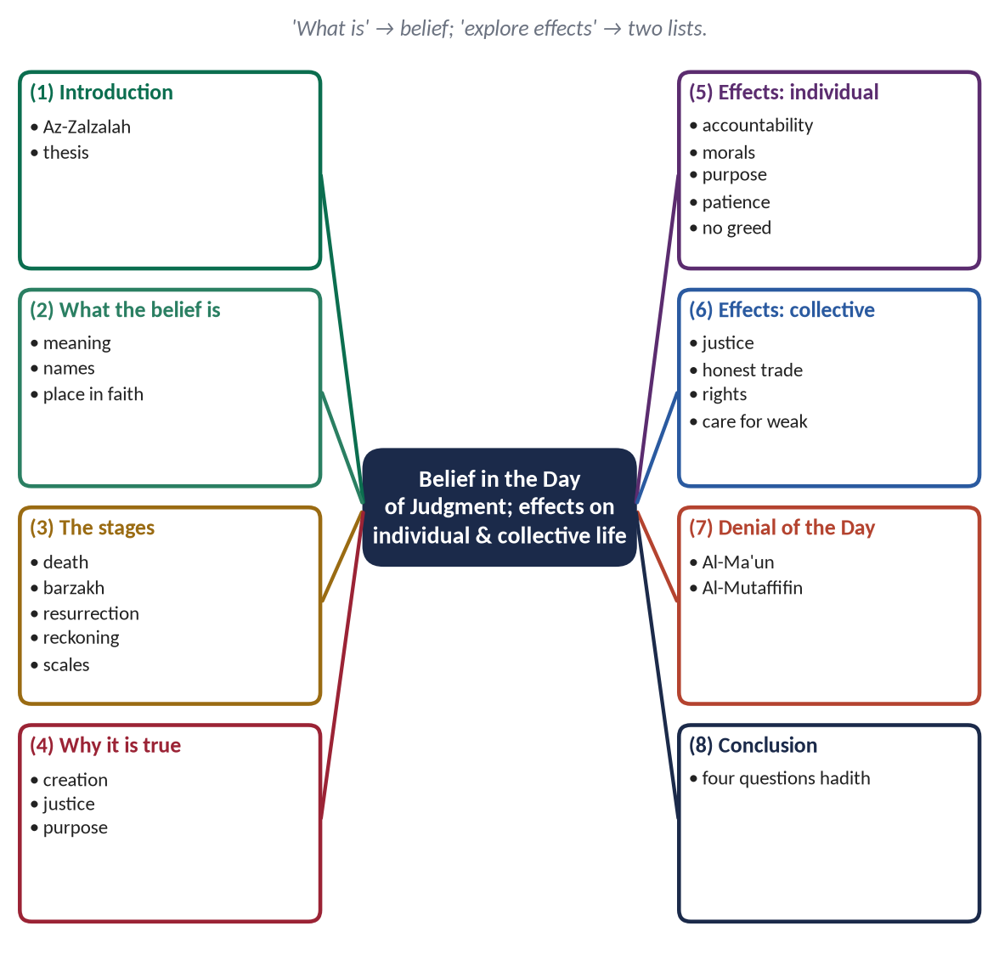 'What is' → belief; 'explore effects' → two lists.
(1) Introduction
• Az-Zalzalah
• thesis
(2) What the belief is
• meaning
• names
• place in faith
(3) The stages
• death
• barzakh
• resurrection
• reckoning
• scales
(4) Why it is true
• creation
• justice
• purpose
Belief in the Day
of Judgment; effects on
individual & collective life
(5) Effects: individual
• accountability
• morals
• purpose
• patience
• no greed
(6) Effects: collective
• justice
• honest trade
• rights
• care for weak
(7) Denial of the Day
• Al-Ma'un
• Al-Mutaffifin
(8) Conclusion
• four questions hadith